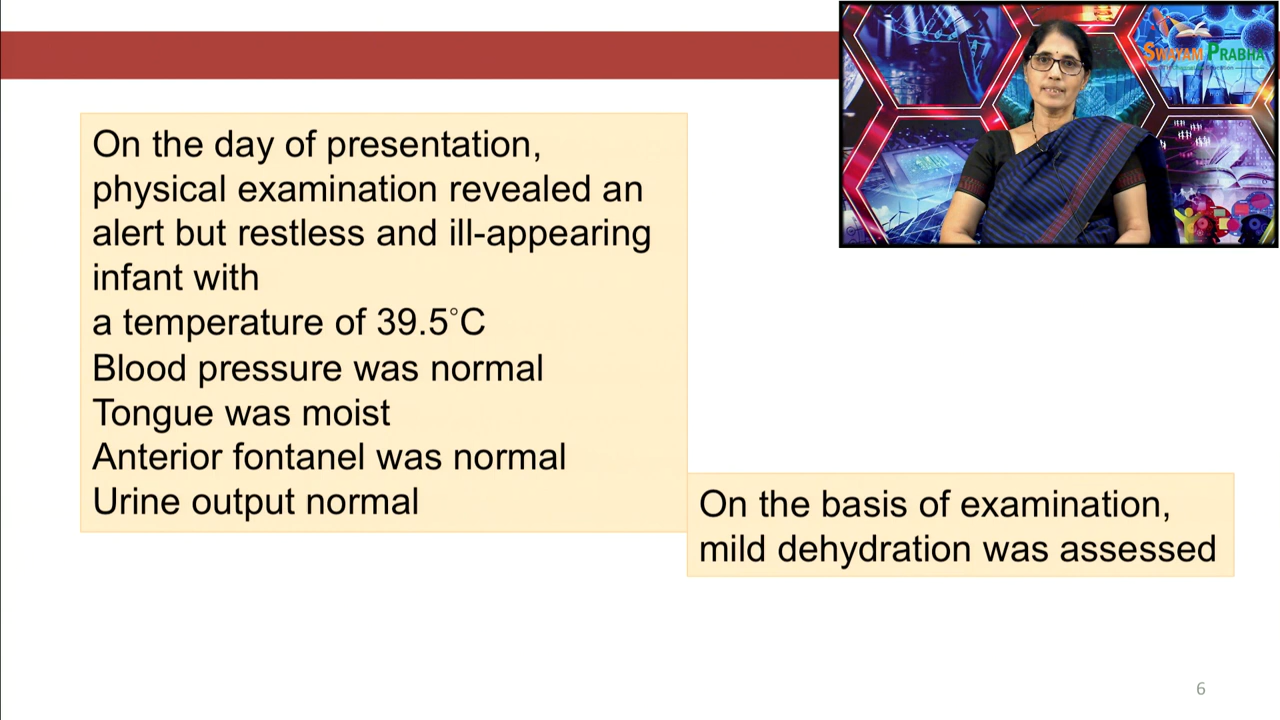 SWAYAM PRABHA
On the day of presentation,
physical examination revealed an
alert but restless and ill-appearing
infant with
a temperature of 39.5°C
Blood pressure was normal
Tongue was moist
Anterior fontanel was normal
Urine output normal
On the basis of examination,
mild dehydration was assessed
6